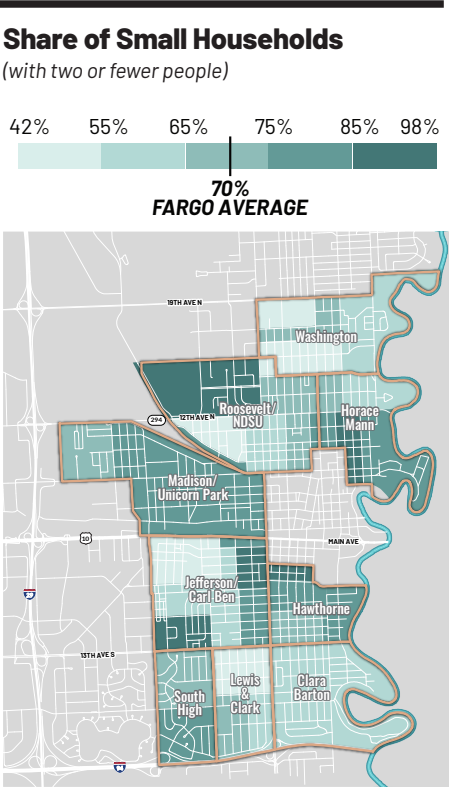 Share of Small Households
(with two or fewer people)
42% 55% 65% 75% 85% 98%
70%
FARGO AVERAGE
19TH AVE N
Washington
294
12TH AVE N
Roosevelt/
NDSU
Horace
Mann
Madison/
Unicorn Park
10
MAIN AVE
Jefferson/
Carl Ben
Hawthorne
13TH AVE S
South
High
Lewis
&
Clark
Clara
Barton
94